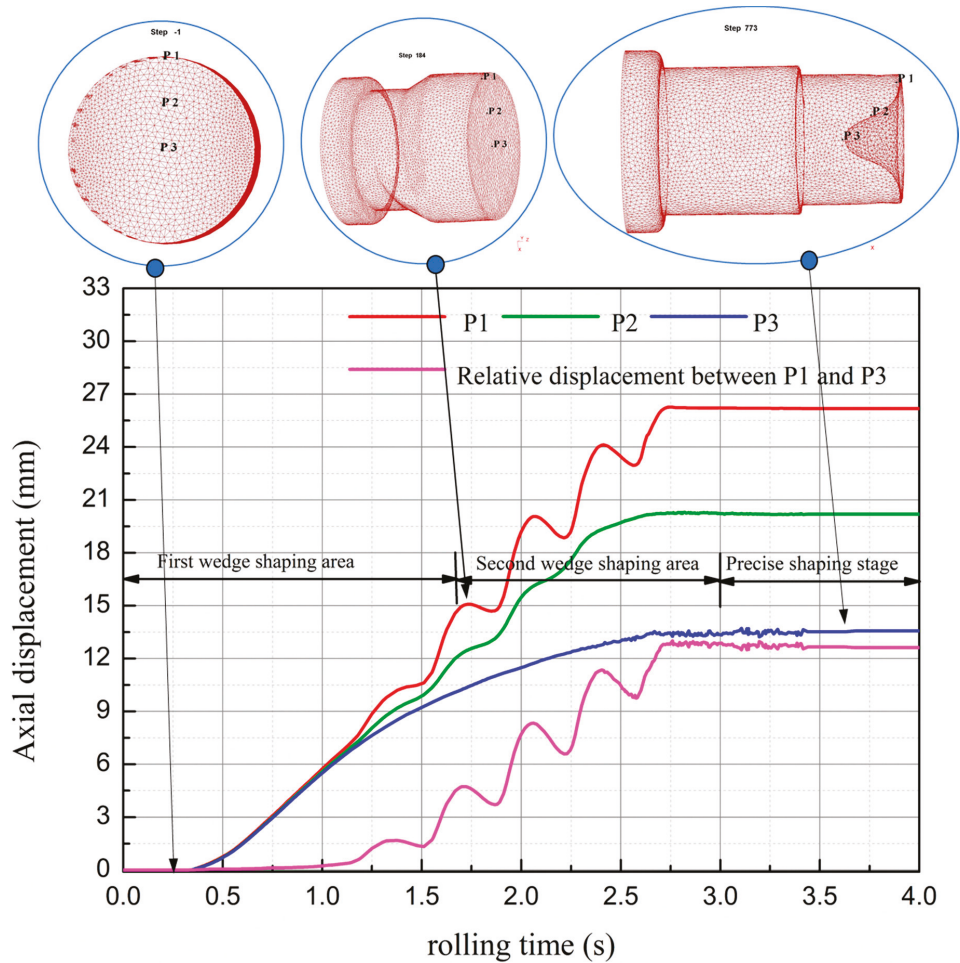 Step -1
P 1
P 2
P 3
Step 184
.P 1
.P 2
.P 3
Y Z
X
Step 773
.P 1
.P 2
.P 3
X
33
30
27
24
21
18
15
12
9
6
3
0
Axial displacement (mm)
P1
P2
P3
Relative displacement between P1 and P3
First wedge shaping area
Second wedge shaping area
Precise shaping stage
0.0
0.5
1.0
1.5
2.0
2.5
3.0
3.5
4.0
rolling time (s)